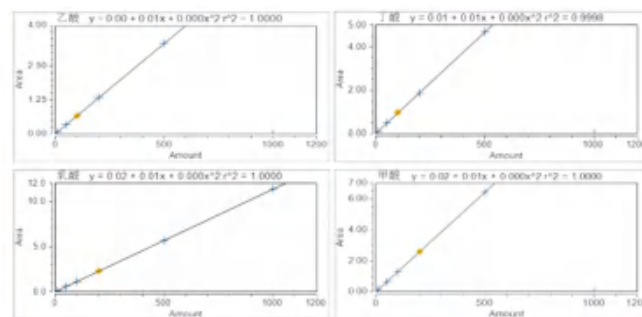 乙酸 y = 0.00 + 0.01x + 0.000x^2 r^2 = 1.0000
4.00
2.50
1.25
0.00
Area
0 500 1000 1200
Amount
丁酸 y = 0.01 + 0.01x + 0.000x^2 r^2 = 0.9998
5.00
4.00
2.00
0.00
Area
0 500 1000 1200
Amount
乳酸 y = 0.02 + 0.01x + 0.000x^2 r^2 = 1.0000
12.0
10.0
5.0
0.0
Area
0 500 1000 1200
Amount
甲酸 y = 0.02 + 0.01x + 0.000x^2 r^2 = 1.0000
7.00
6.00
4.00
2.00
0.00
Area
0 500 1000 1200
Amount